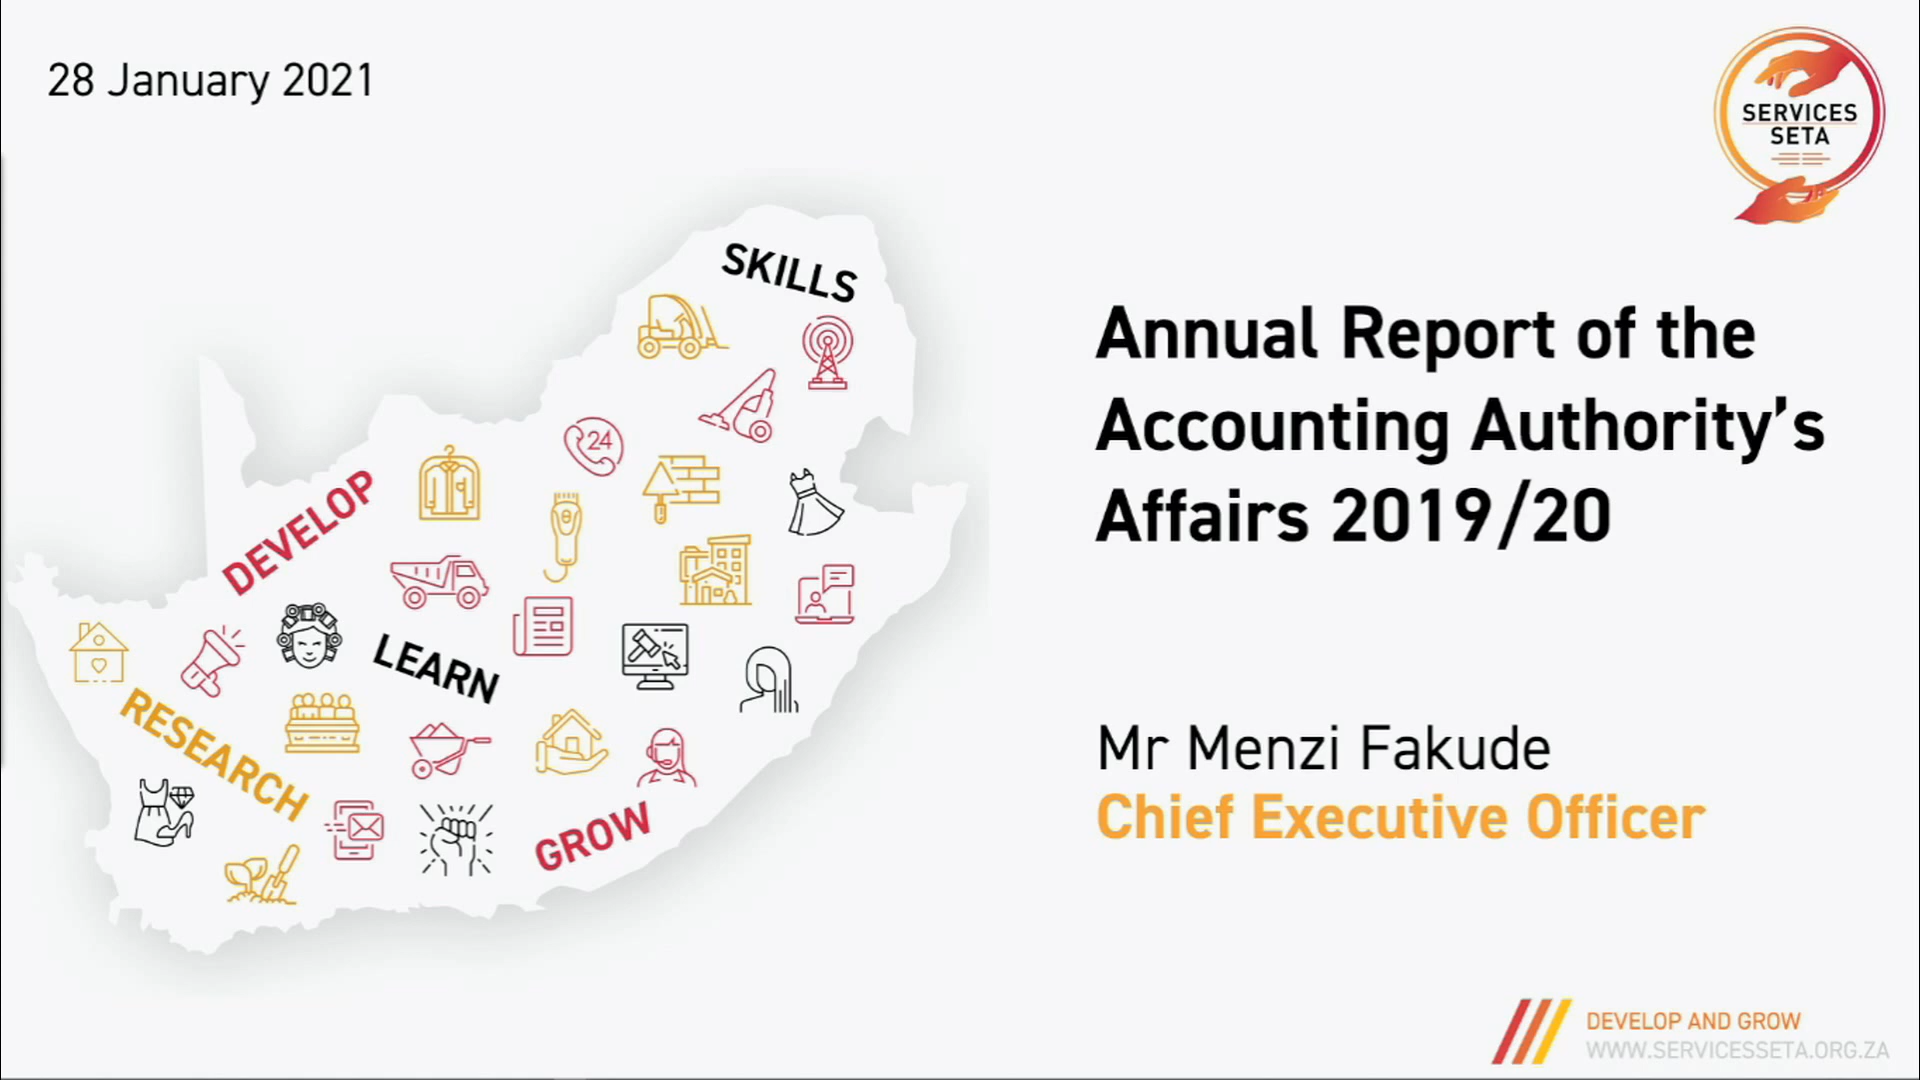 28 January 2021
SERVICES
SETA
SKILLS
24
DEVELOP
LEARN
RESEARCH
GROW
Annual Report of the
Accounting Authority's
Affairs 2019/20
Mr Menzi Fakude
Chief Executive Officer
DEVELOP AND GROW
WWW.SERVICESSETA.ORG.ZA